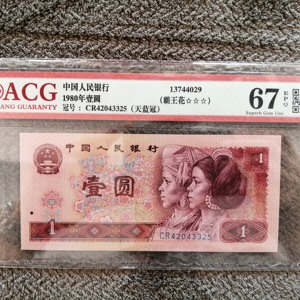 ACG
ANG GUARANTY
中国人民银行
1980年壹圆
冠号： CR42043325（天蓝冠）
13744029
（霸王花☆☆☆）
67
EPQ
Superb Gem Unc
中国人民银行
壹圆
1
CR42043325
1